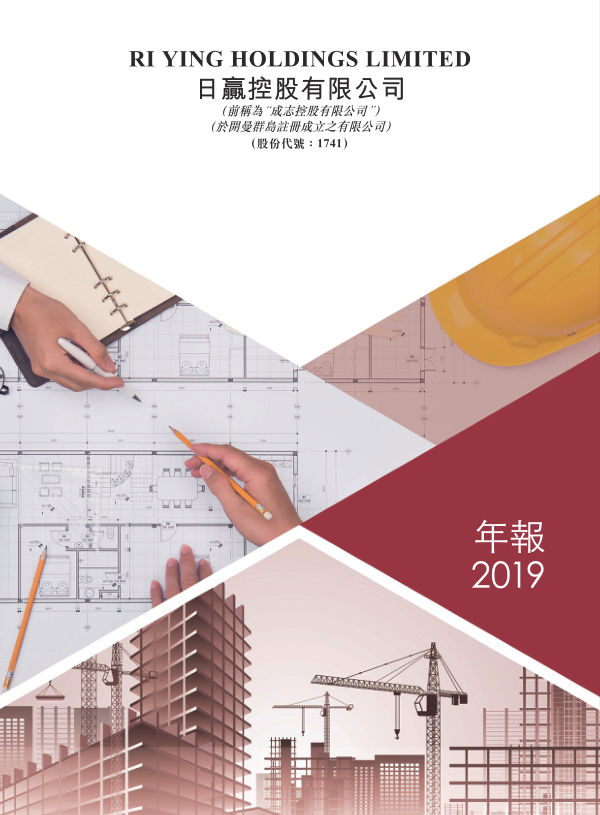 RI YING HOLDINGS LIMITED
日贏控股有限公司
(前稱為“成志控股有限公司”)
(於開曼群島註冊成立之有限公司)
(股份代號：1741)
年報
2019